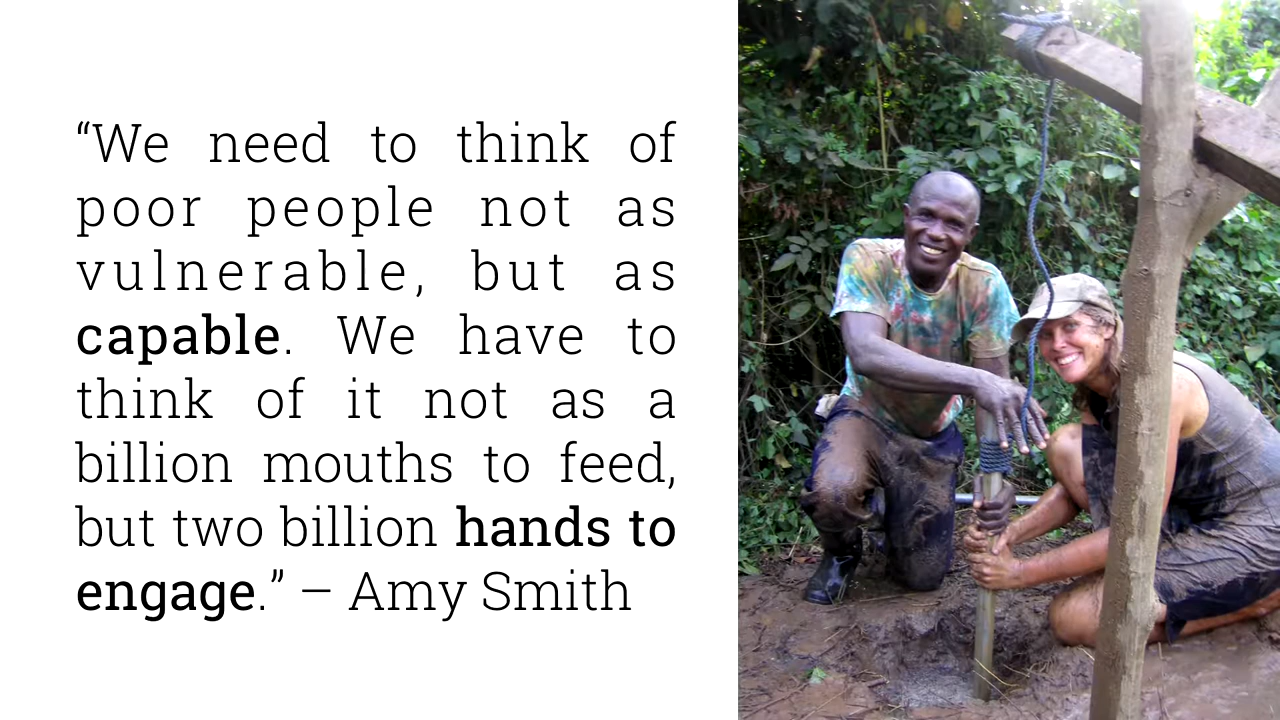 “We need to think of
poor people not as
vulnerable, but as
capable. We have to
think of it not as a
billion mouths to feed,
but two billion hands to
engage.” – Amy Smith